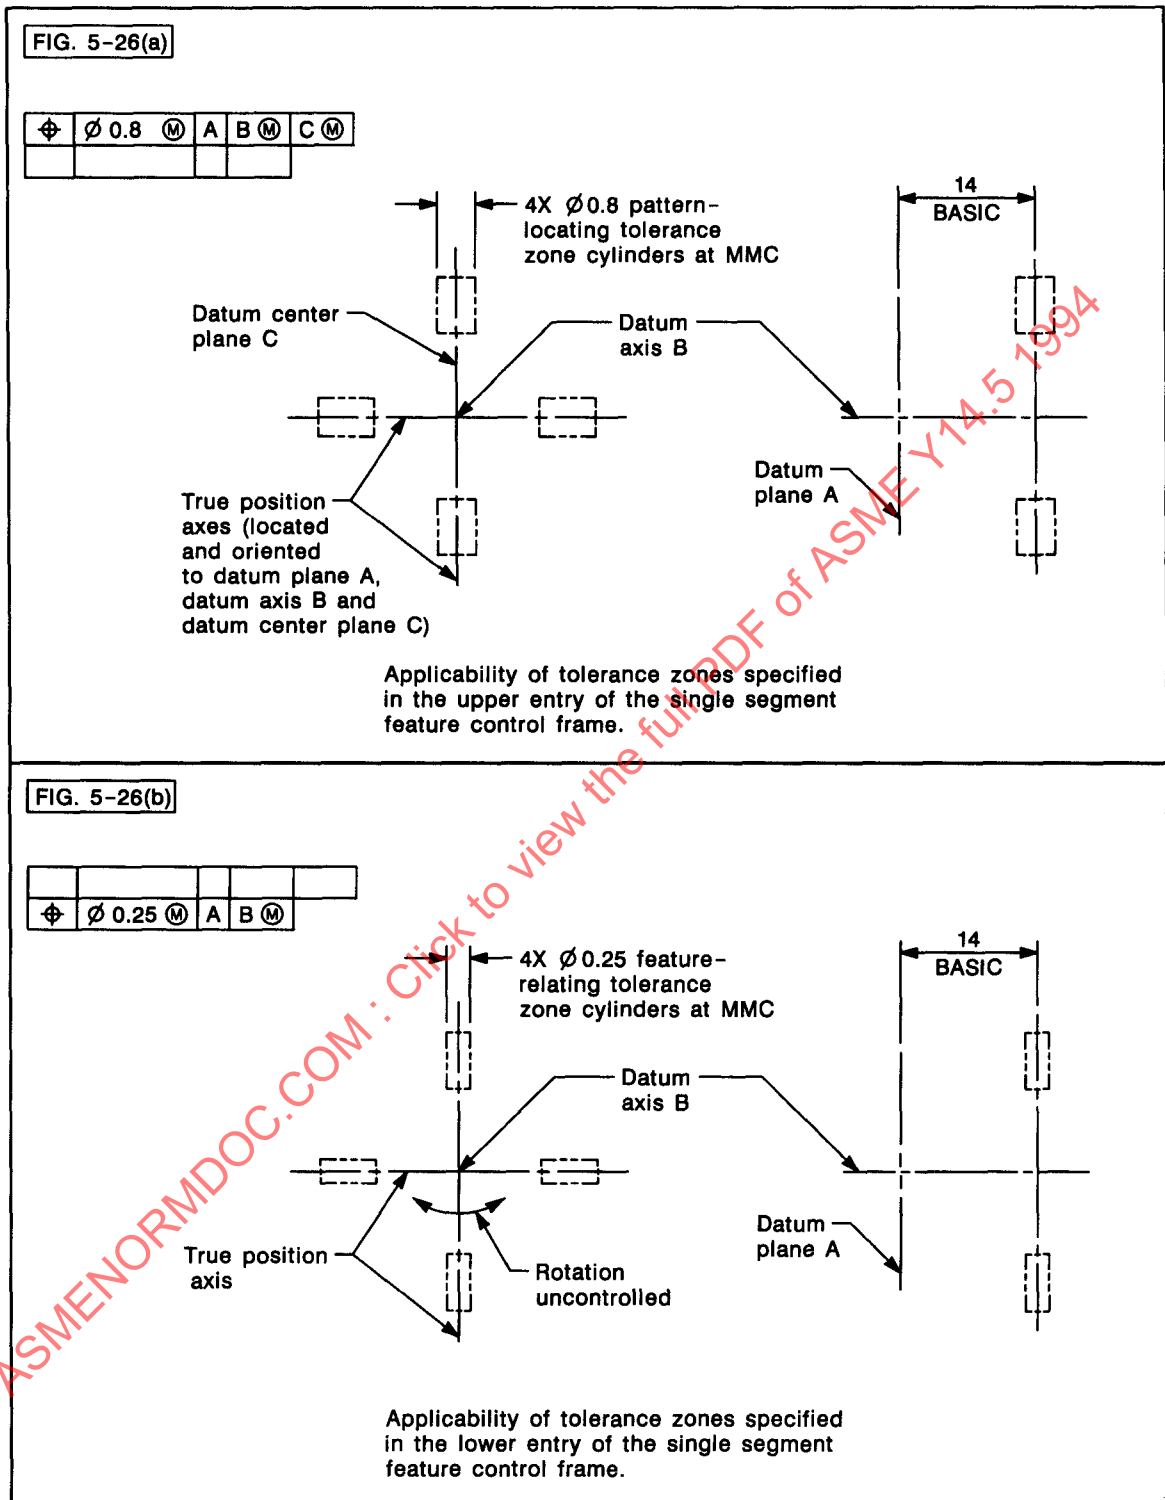 FIG. 5-26(a)
⌖ Ø 0.8 Ⓜ A B Ⓜ C Ⓜ
4X Ø 0.8 pattern-
locating tolerance
zone cylinders at MMC
14
BASIC
Datum center
plane C
Datum
axis B
Datum
plane A
True position
axes (located
and oriented
to datum plane A,
datum axis B and
datum center plane C)
Applicability of tolerance zones specified
in the upper entry of the single segment
feature control frame.
FIG. 5-26(b)
⌖ Ø 0.25 Ⓜ A B Ⓜ
4X Ø 0.25 feature-
relating tolerance
zone cylinders at MMC
14
BASIC
Datum
axis B
Datum
plane A
True position
axis
Rotation
uncontrolled
Applicability of tolerance zones specified
in the lower entry of the single segment
feature control frame.
ASMENORMDOC.COM : Click to view the full PDF of ASME Y14.5 1994